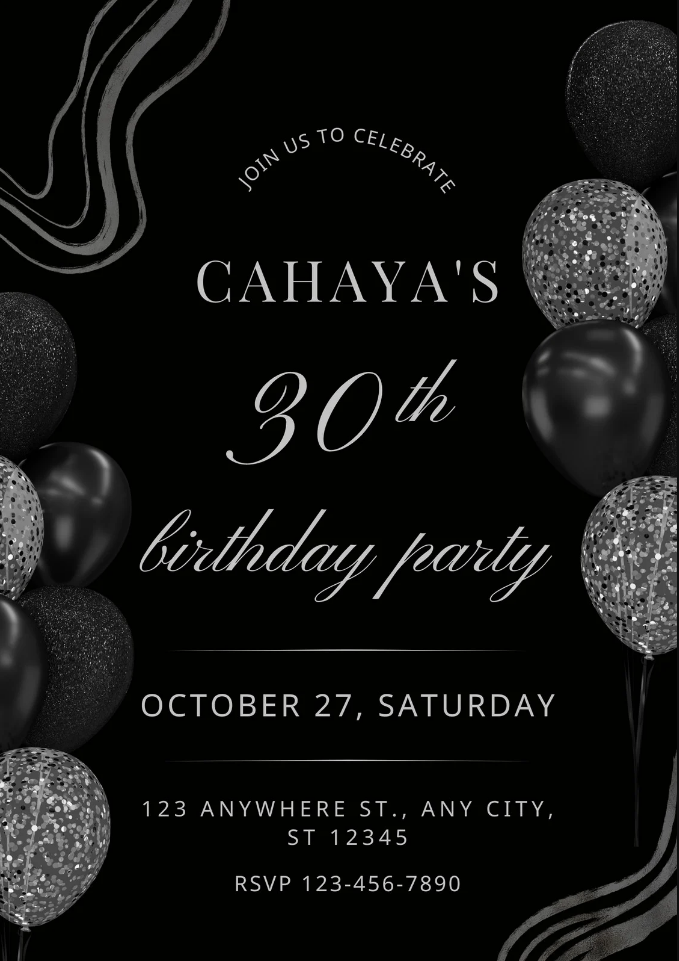 JOIN US TO CELEBRATE
CAHAYA'S
30th
birthday party
OCTOBER 27, SATURDAY
123 ANYWHERE ST., ANY CITY,
ST 12345
RSVP 123-456-7890